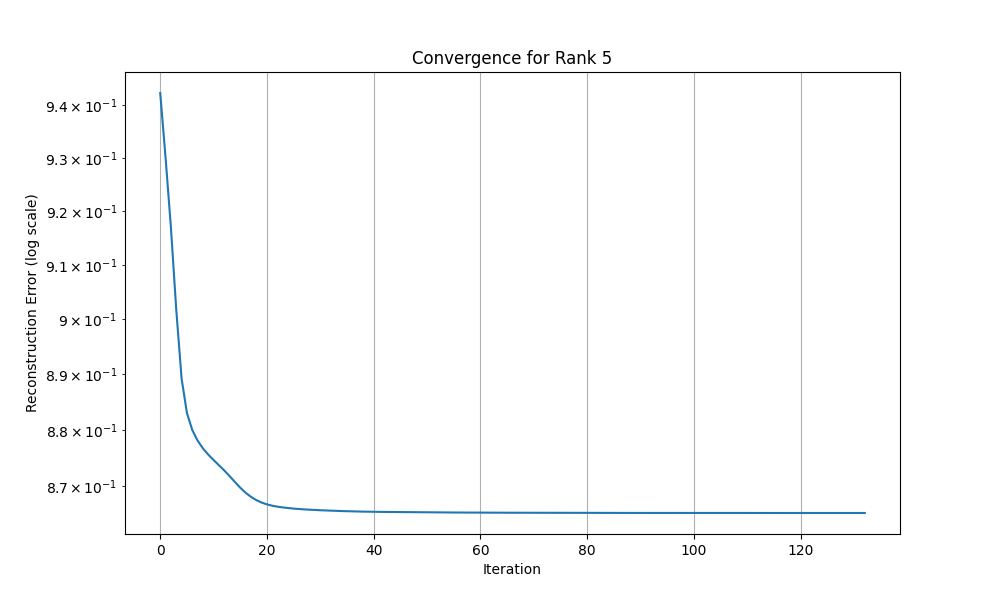 Convergence for Rank 5
Reconstruction Error (log scale)
9.4 × 10⁻¹
9.3 × 10⁻¹
9.2 × 10⁻¹
9.1 × 10⁻¹
9 × 10⁻¹
8.9 × 10⁻¹
8.8 × 10⁻¹
8.7 × 10⁻¹
0 20 40 60 80 100 120
Iteration